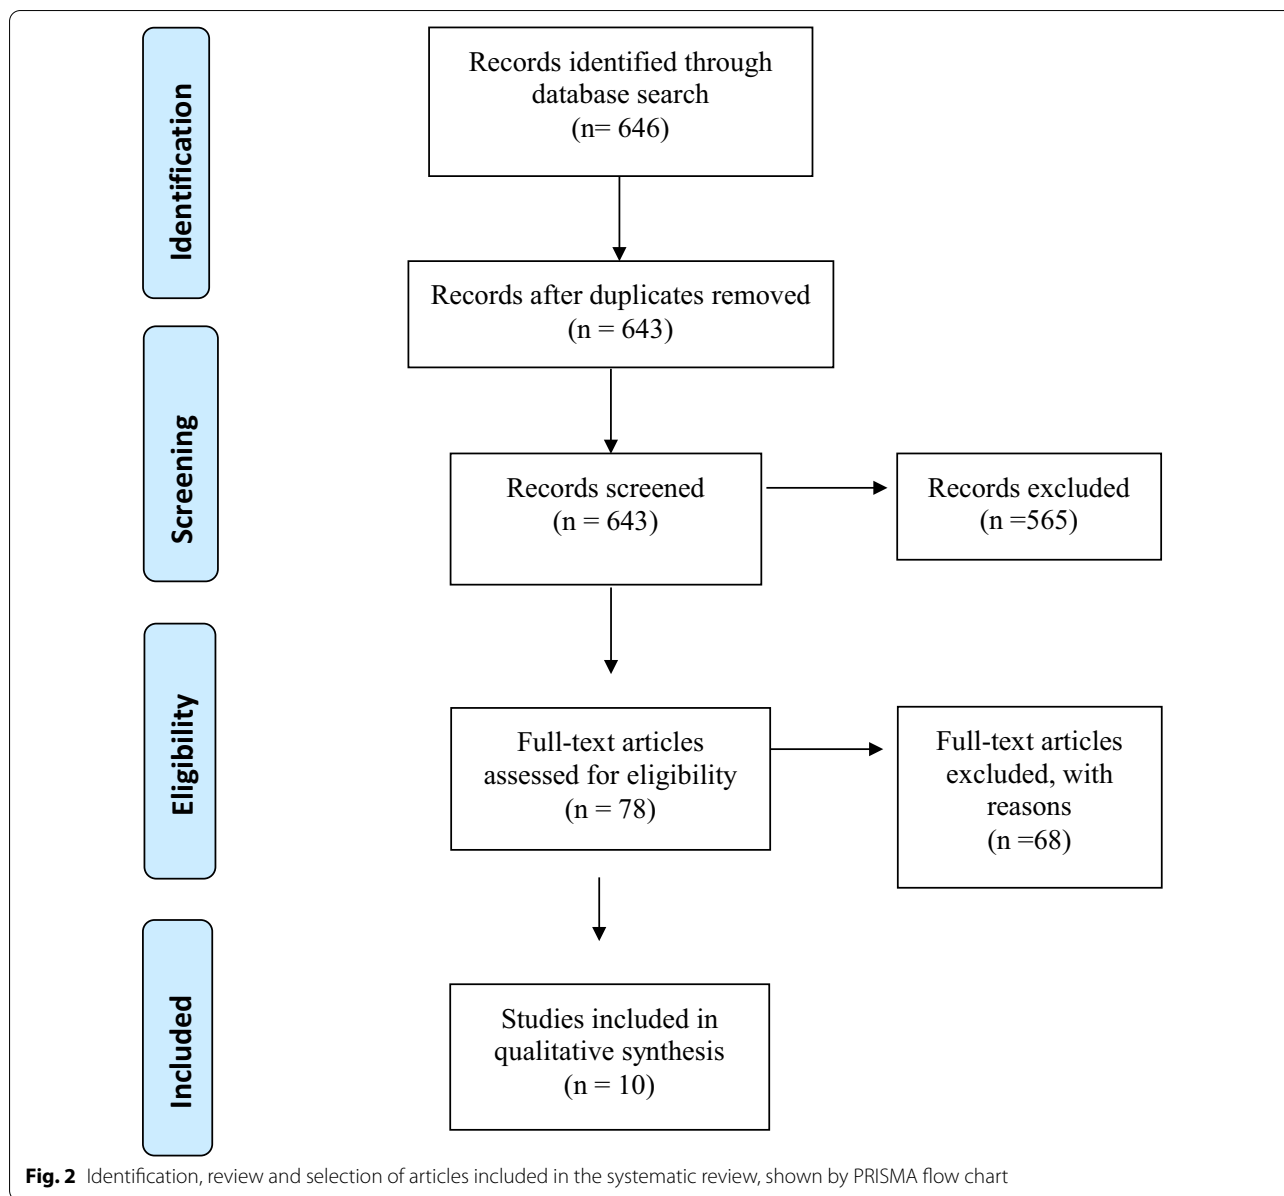 Identification
Records identified through
database search
(n= 646)
Records after duplicates removed
(n = 643)
Screening
Records screened
(n = 643)
Records excluded
(n =565)
Eligibility
Full-text articles
assessed for eligibility
(n = 78)
Full-text articles
excluded, with
reasons
(n =68)
Included
Studies included in
qualitative synthesis
(n = 10)
Fig. 2 Identification, review and selection of articles included in the systematic review, shown by PRISMA flow chart